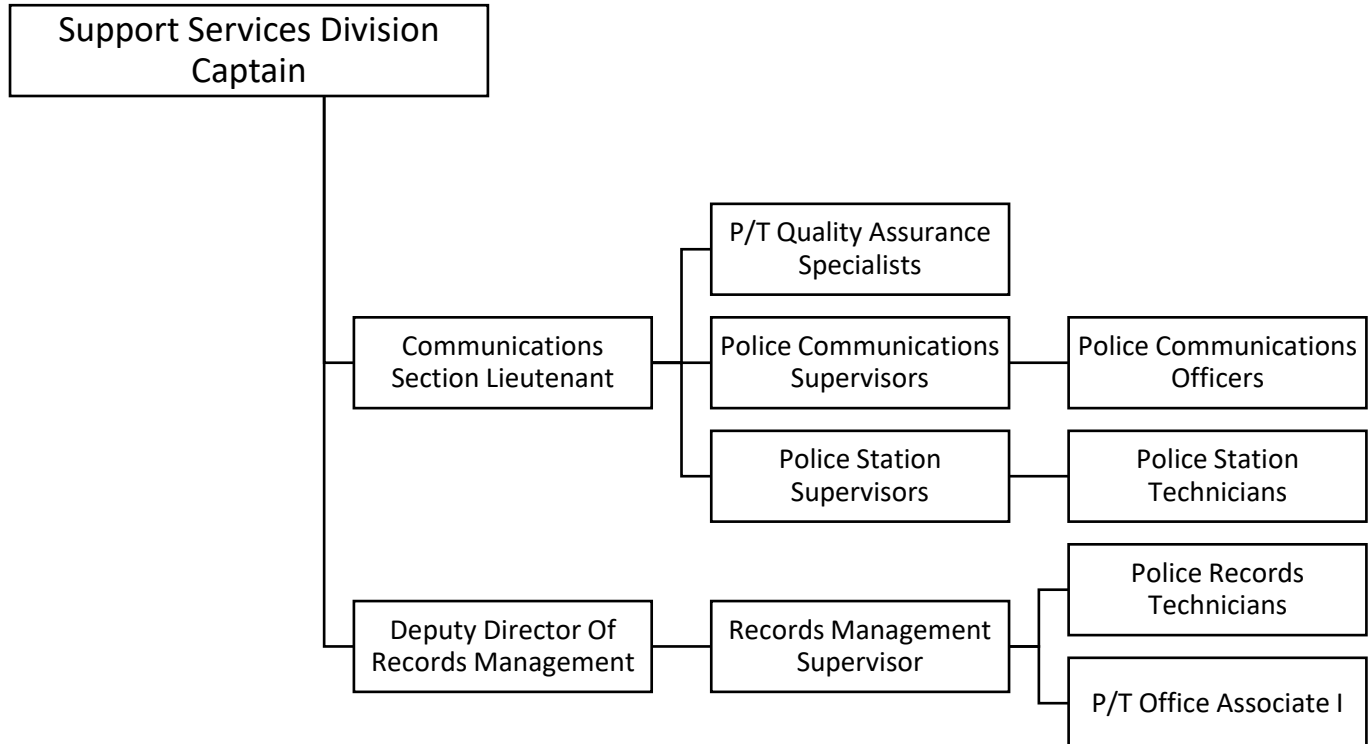 Support Services Division
Captain
P/T Quality Assurance
Specialists
Communications
Section Lieutenant
Police Communications
Supervisors
Police Communications
Officers
Police Station
Supervisors
Police Station
Technicians
Police Records
Technicians
Deputy Director Of
Records Management
Records Management
Supervisor
P/T Office Associate I